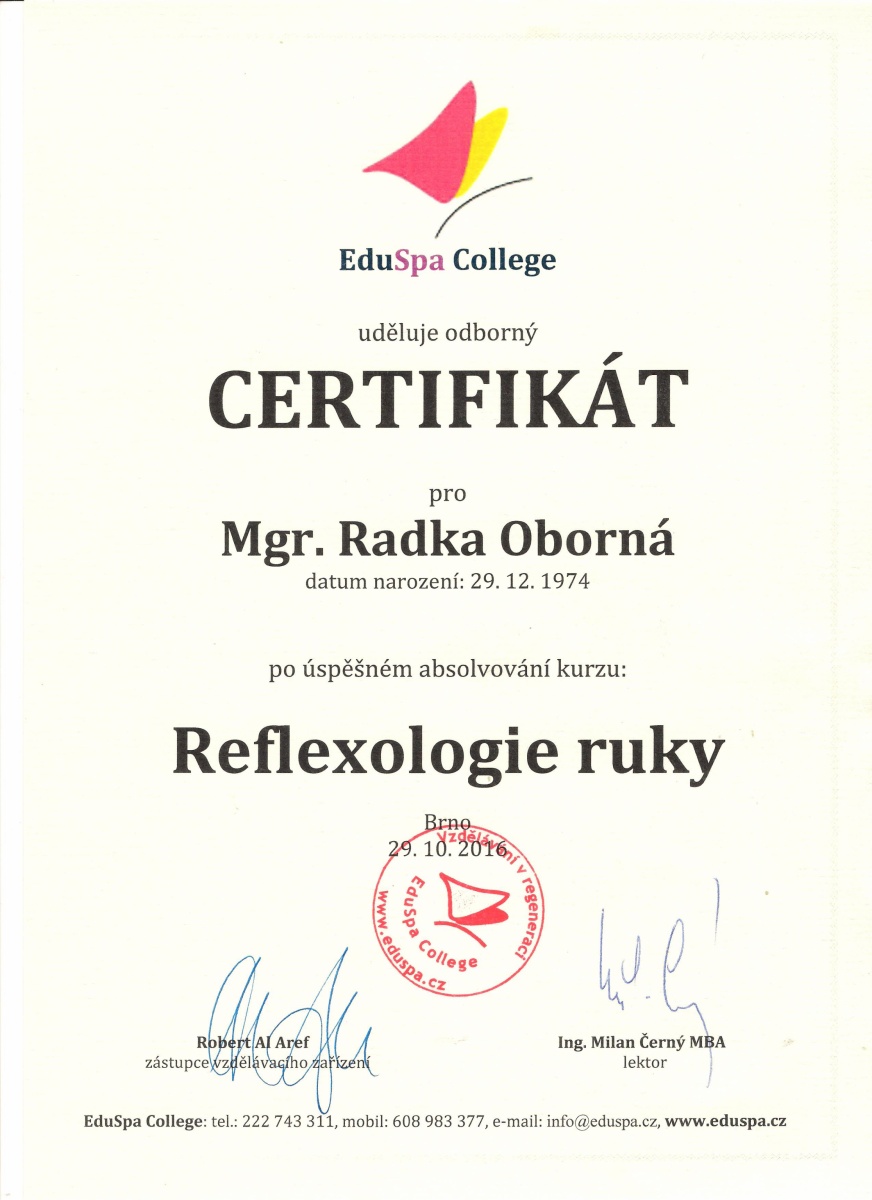 EduSpa College
uděluje odborný
CERTIFIKÁT
pro
Mgr. Radka Oborná
datum narození: 29. 12. 1974
po úspěšném absolvování kurzu:
Reflexologie ruky
Brno
29. 10. 2016
Vzdělávání v regeneraci
EduSpa College
www.eduspa.cz
Robert Al Aref
zástupce vzdělávacího zařízení
Ing. Milan Černý MBA
lektor
EduSpa College: tel.: 222 743 311, mobil: 608 983 377, e-mail: info@eduspa.cz, www.eduspa.cz